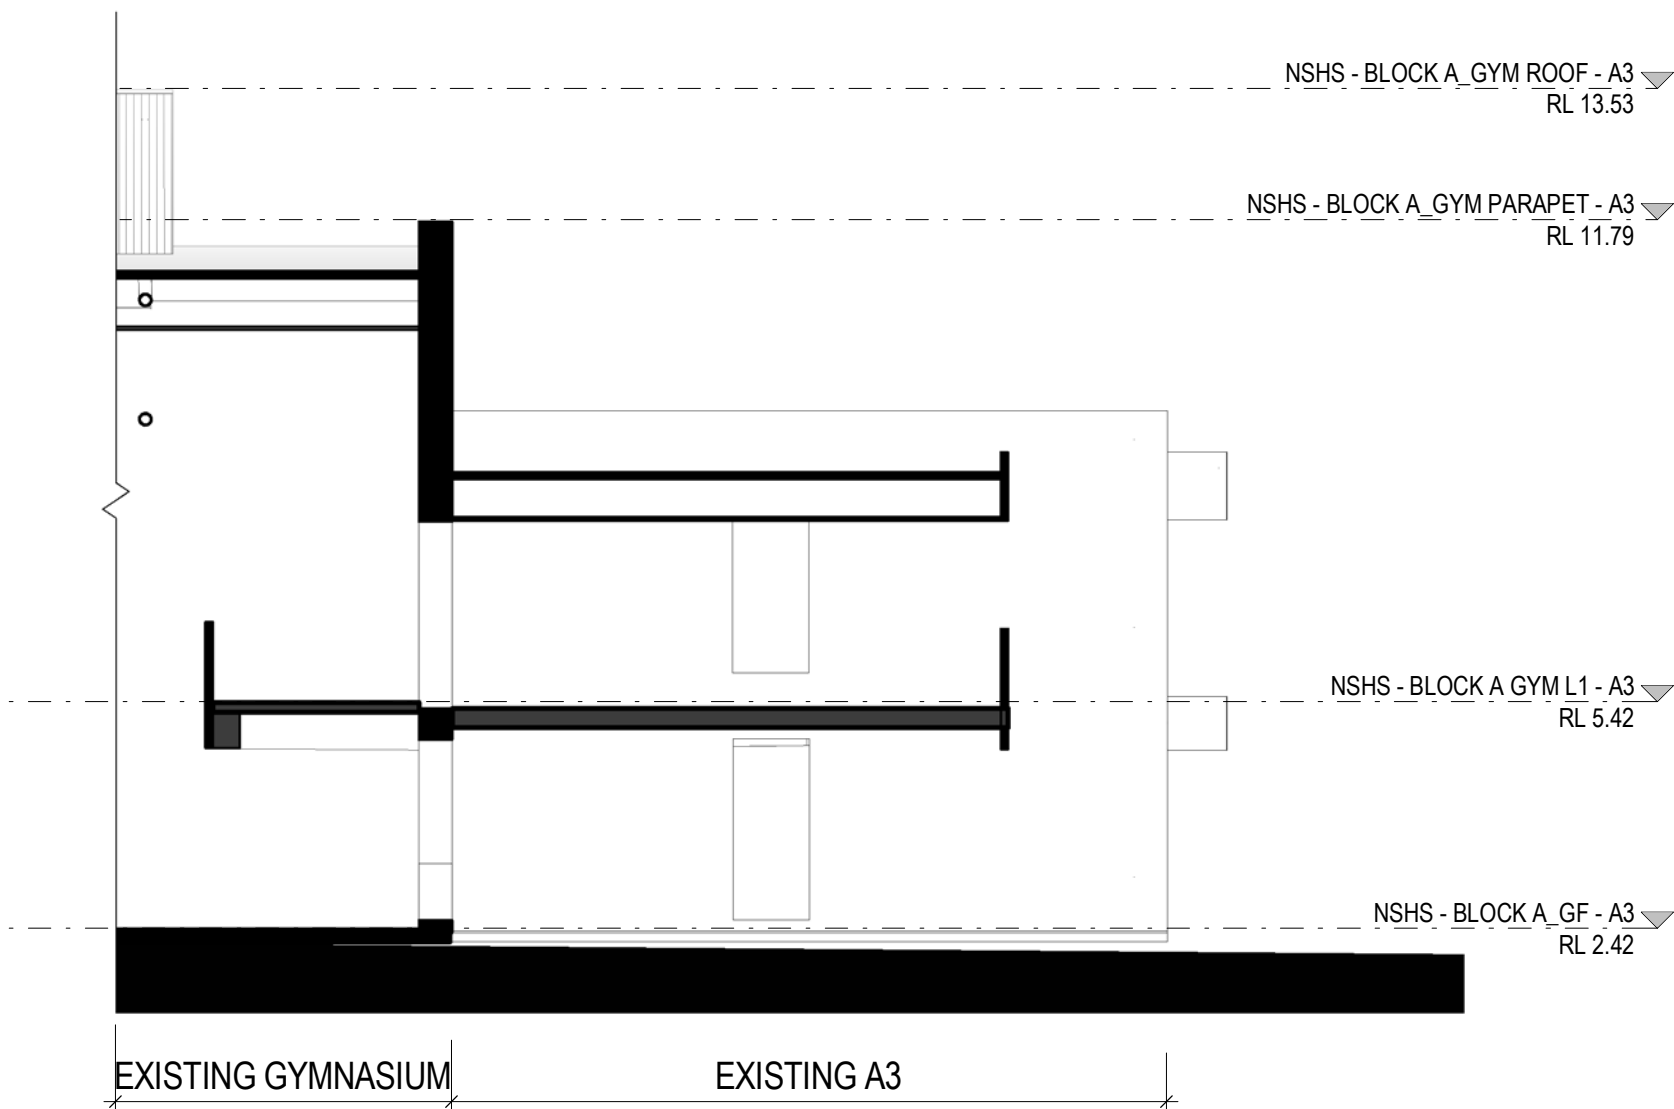 NSHS - BLOCK A_GYM ROOF - A3
RL 13.53
NSHS - BLOCK A_GYM PARAPET - A3
RL 11.79
NSHS - BLOCK A GYM L1 - A3
RL 5.42
NSHS - BLOCK A_GF - A3
RL 2.42
EXISTING GYMNASIUM
EXISTING A3